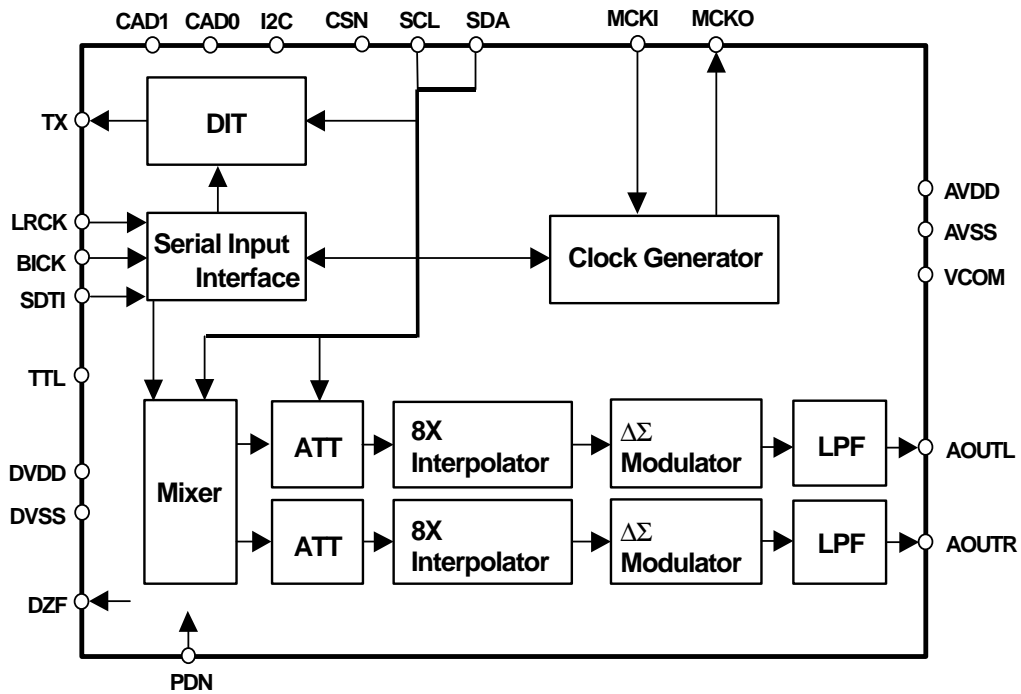 CAD1 CAD0 I2C CSN SCL SDA MCKI MCKO
TX
DIT
LRCK
BICK
SDTI
Serial Input
Interface
Clock Generator
AVDD
AVSS
VCOM
TTL
DVDD
DVSS
DZF
PDN
Mixer
ATT
8X
Interpolator
ΔΣ
Modulator
LPF
AOUTL
ATT
8X
Interpolator
ΔΣ
Modulator
LPF
AOUTR